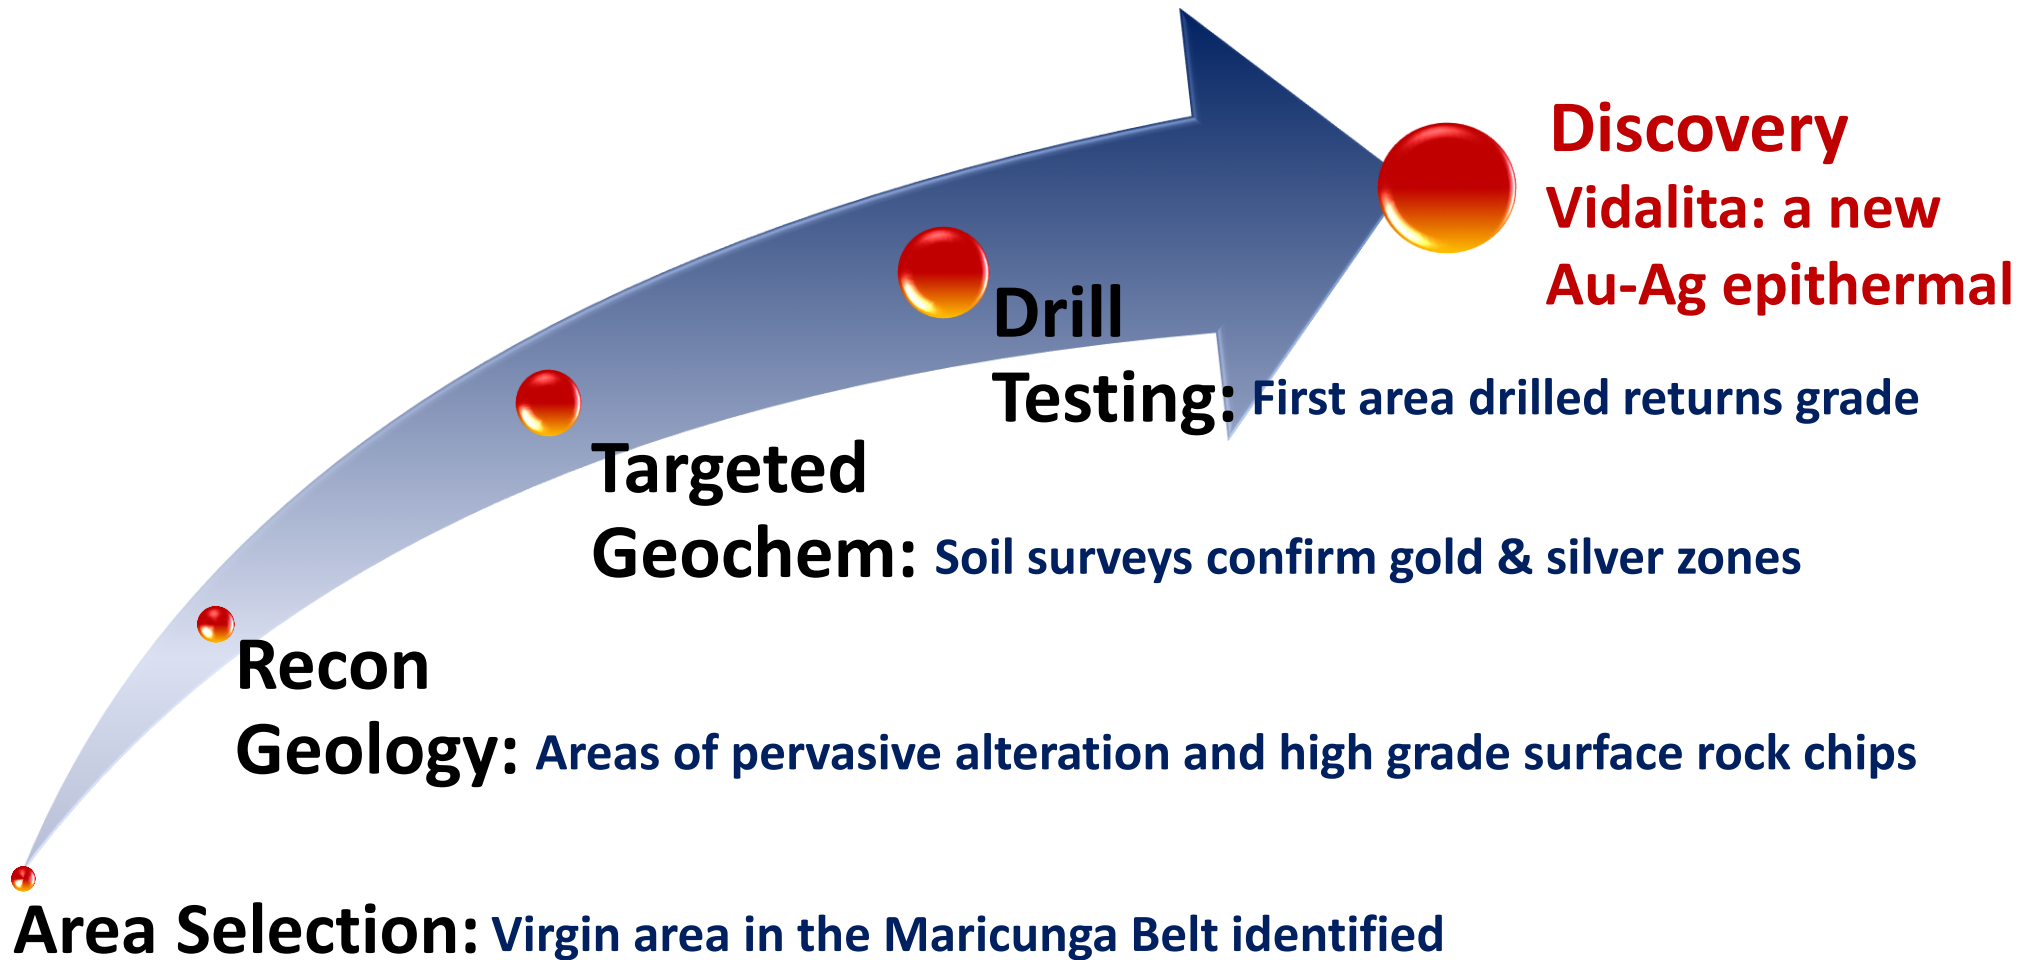 Discovery
Vidalita: a new
Au-Ag epithermal
Drill
Testing: First area drilled returns grade
Targeted
Geochem: Soil surveys confirm gold & silver zones
Recon
Geology: Areas of pervasive alteration and high grade surface rock chips
Area Selection: Virgin area in the Maricunga Belt identified